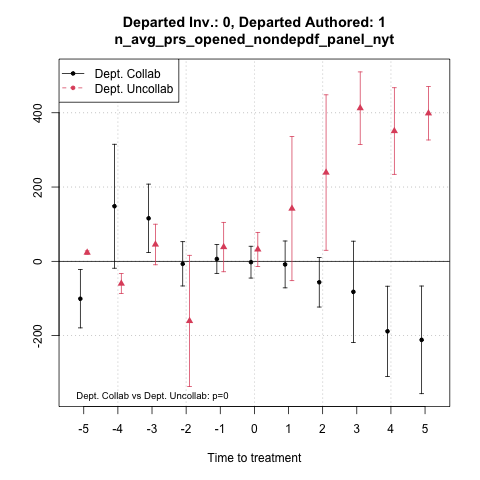 Departed Inv.: 0, Departed Authored: 1
n_avg_prs_opened_nondepdf_panel_nyt
Dept. Collab
Dept. Uncollab
400
200
0
-200
Dept. Collab vs Dept. Uncollab: p=0
-5 -4 -3 -2 -1 0 1 2 3 4 5
Time to treatment